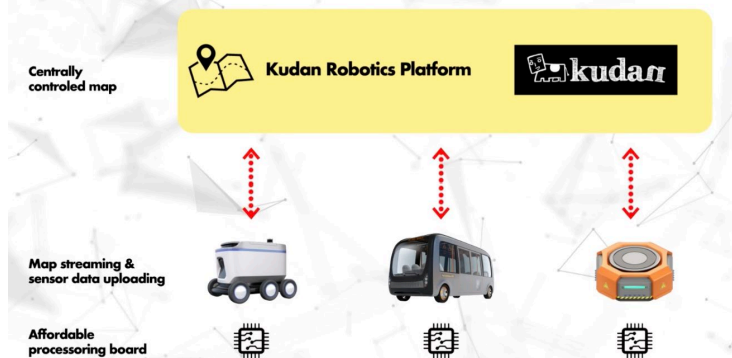 Centrally
controled map
Kudan Robotics Platform
kudan
Map streaming &
sensor data uploading
Affordable
processoring board